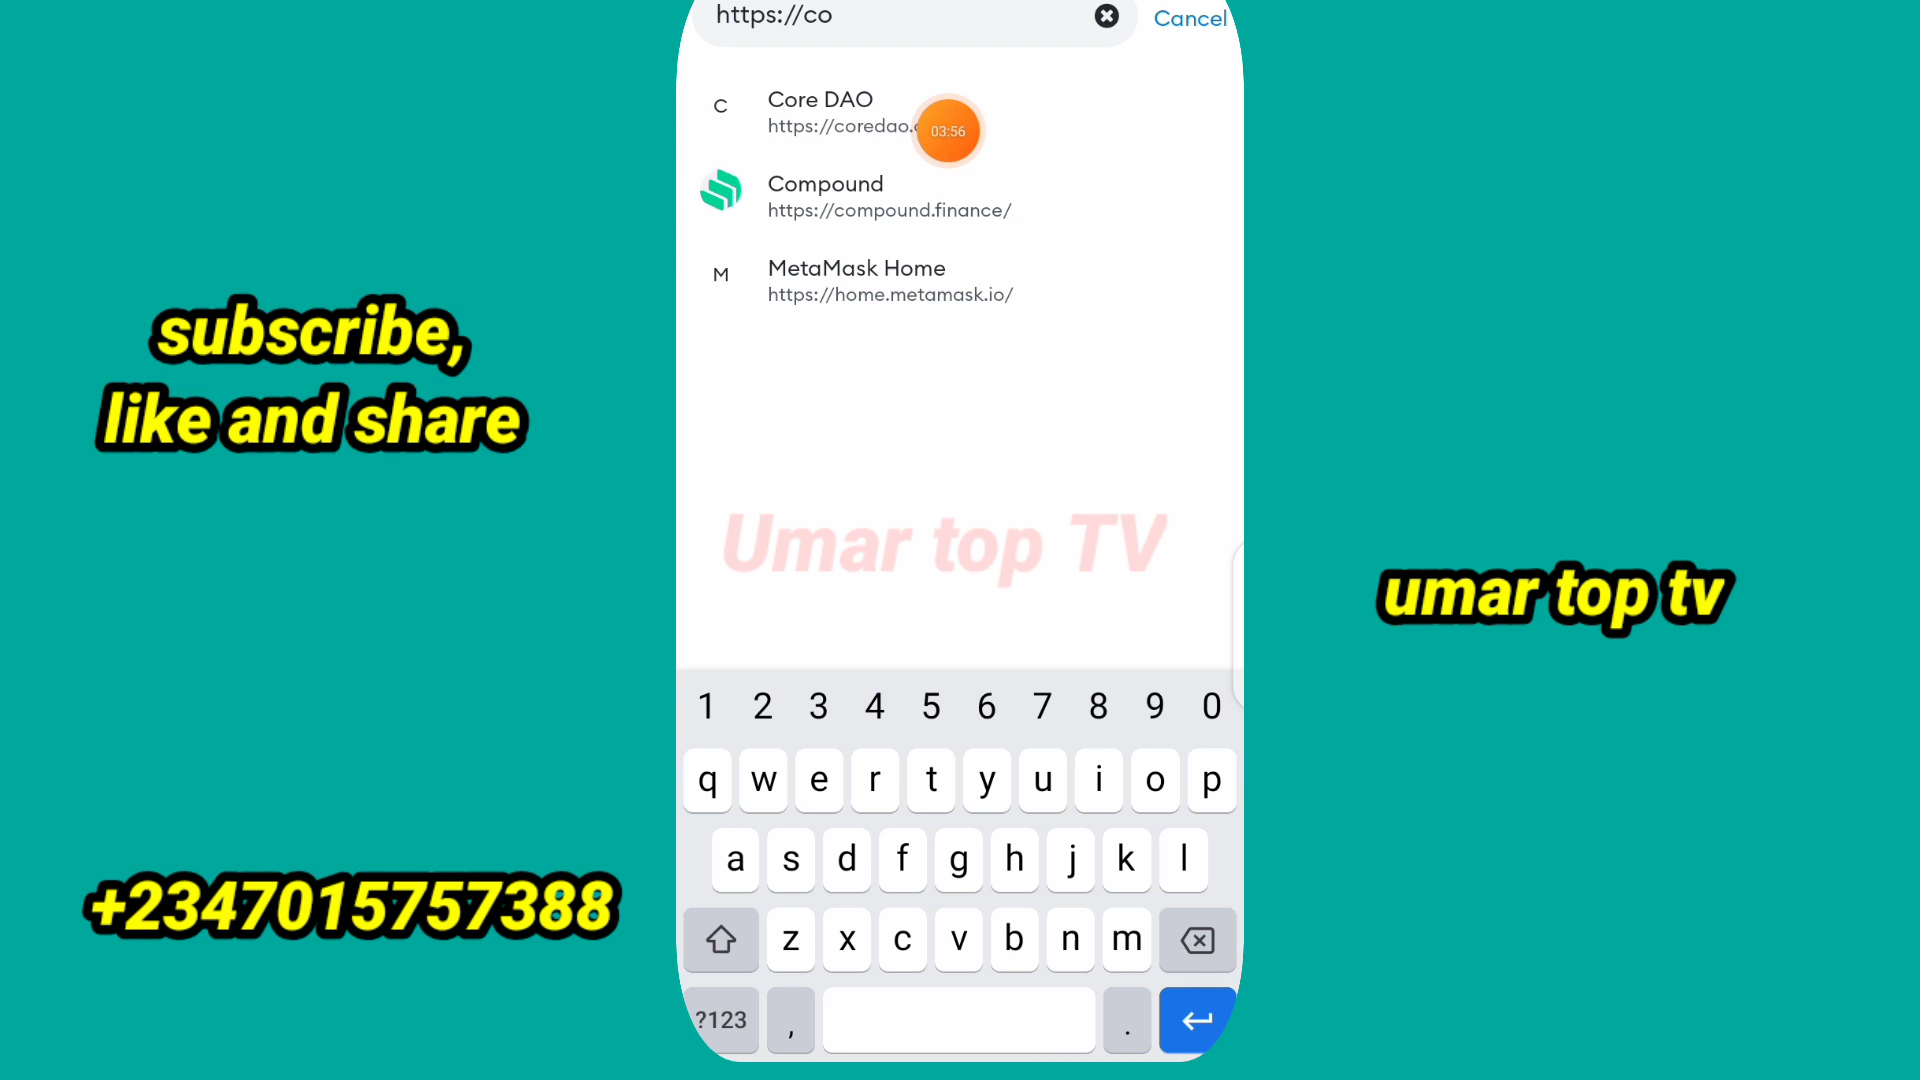 https://co
Cancel
C
Core DAO
https://coredao.
03:56
Compound
https://compound.finance/
M
MetaMask Home
https://home.metamask.io/
subscribe,
like and share
Umar top TV
umar top tv
+2347015757388
1 2 3 4 5 6 7 8 9 0
q w e r t y u i o p
a s d f g h j k l
z x c v b n m
?123 , .